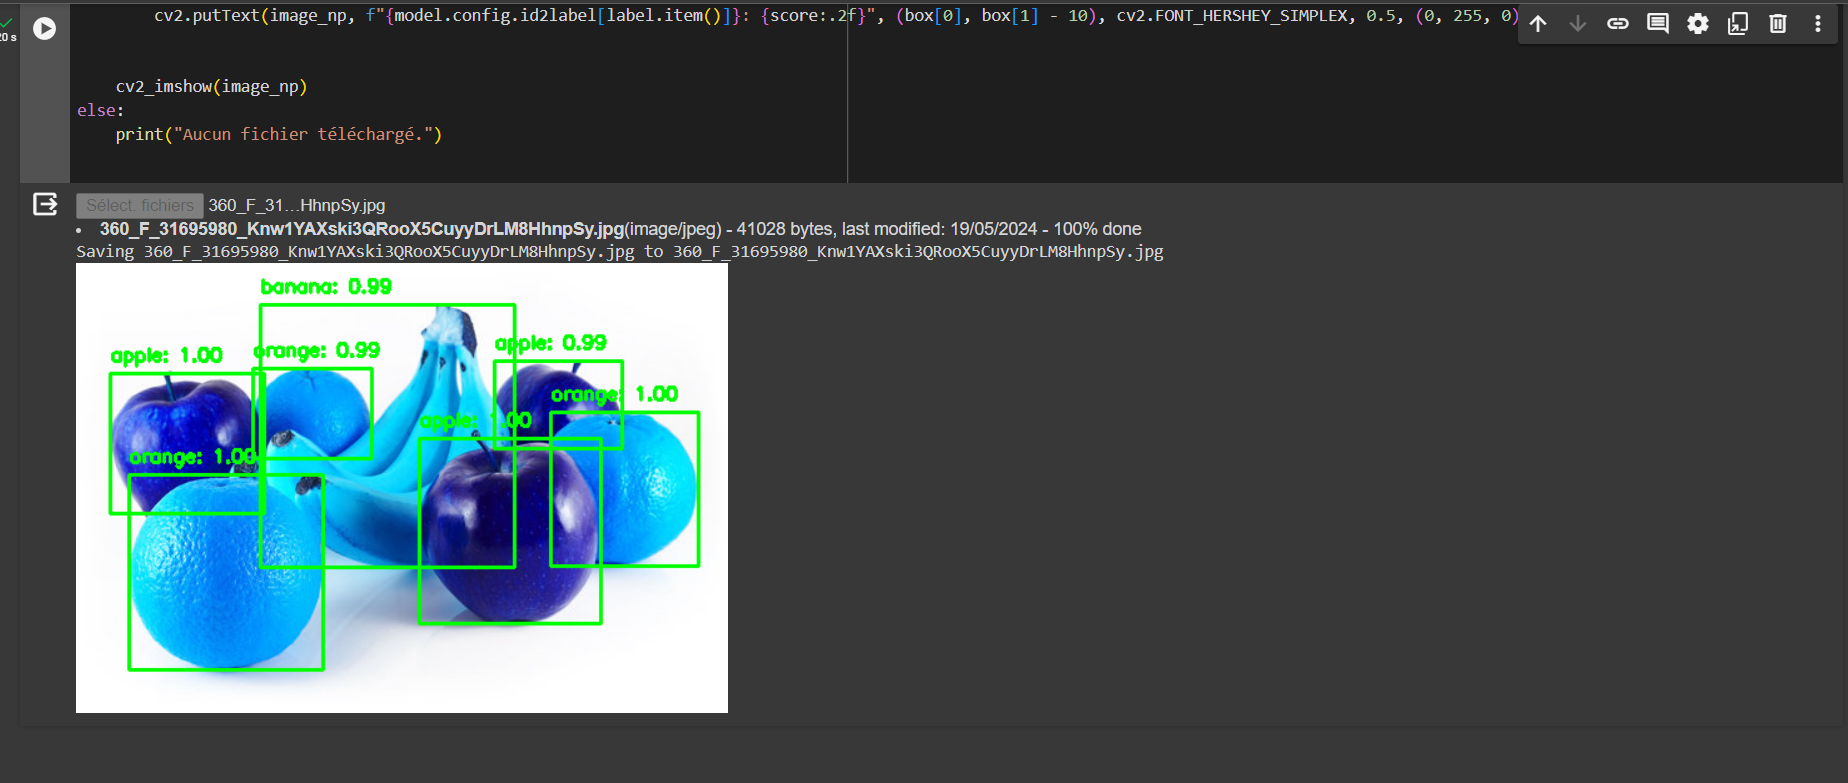 cv2.putText(image_np, f"{model.config.id2label[label.item()]}: {score:.2f}", (box[0], box[1] - 10), cv2.FONT_HERSHEY_SIMPLEX, 0.5, (0, 255, 0)
20 s
cv2_imshow(image_np)
else:
print("Aucun fichier téléchargé.")
Sélect. fichiers 360_F_31…HhnpSy.jpg
• 360_F_31695980_Knw1YAXski3QRooX5CuyyDrLM8HhnpSy.jpg(image/jpeg) - 41028 bytes, last modified: 19/05/2024 - 100% done
Saving 360_F_31695980_Knw1YAXski3QRooX5CuyyDrLM8HhnpSy.jpg to 360_F_31695980_Knw1YAXski3QRooX5CuyyDrLM8HhnpSy.jpg
banana: 0.99
apple: 1.00
orange: 0.99
apple: 0.99
orange: 1.00
apple: 1.00
orange: 1.00